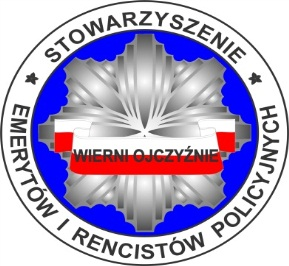 STOWARZYSZENIE
EMERYTÓW I RENCISTÓW POLICYJNYCH
WIERNI OJCZYŹNIE